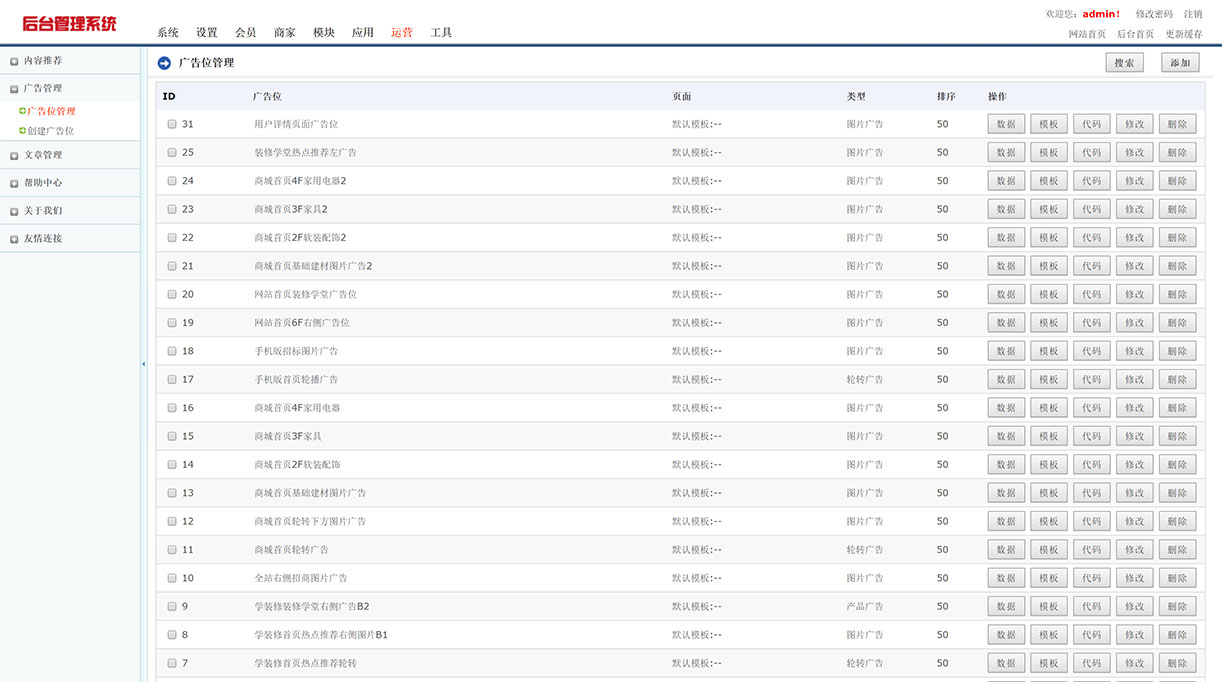 后台管理系统
系统 设置 会员 商家 模块 应用 运营 工具
欢迎您：admin! 修改密码 注销
网站首页 后台首页 更新缓存
内容推荐
广告管理
广告位管理
创建广告位
文章管理
帮助中心
关于我们
友情连接
广告位管理 搜索 添加
ID 广告位 页面 类型 排序 操作
31 用户详情页面广告位 默认模板:-- 图片广告 50 数据 模板 代码 修改 删除
25 装修学堂热点推荐左广告 默认模板:-- 图片广告 50 数据 模板 代码 修改 删除
24 商城首页4F家用电器2 默认模板:-- 图片广告 50 数据 模板 代码 修改 删除
23 商城首页3F家具2 默认模板:-- 图片广告 50 数据 模板 代码 修改 删除
22 商城首页2F软装配饰2 默认模板:-- 图片广告 50 数据 模板 代码 修改 删除
21 商城首页基础建材图片广告2 默认模板:-- 图片广告 50 数据 模板 代码 修改 删除
20 网站首页装修学堂广告位 默认模板:-- 图片广告 50 数据 模板 代码 修改 删除
19 网站首页6F右侧广告位 默认模板:-- 图片广告 50 数据 模板 代码 修改 删除
18 手机版招标图片广告 默认模板:-- 图片广告 50 数据 模板 代码 修改 删除
17 手机版首页轮播广告 默认模板:-- 轮转广告 50 数据 模板 代码 修改 删除
16 商城首页4F家用电器 默认模板:-- 图片广告 50 数据 模板 代码 修改 删除
15 商城首页3F家具 默认模板:-- 图片广告 50 数据 模板 代码 修改 删除
14 商城首页2F软装配饰 默认模板:-- 图片广告 50 数据 模板 代码 修改 删除
13 商城首页基础建材图片广告 默认模板:-- 图片广告 50 数据 模板 代码 修改 删除
12 商城首页轮转下方图片广告 默认模板:-- 图片广告 50 数据 模板 代码 修改 删除
11 商城首页轮转广告 默认模板:-- 轮转广告 50 数据 模板 代码 修改 删除
10 全站右侧招商图片广告 默认模板:-- 图片广告 50 数据 模板 代码 修改 删除
9 学装修装修学堂右侧广告B2 默认模板:-- 产品广告 50 数据 模板 代码 修改 删除
8 学装修首页热点推荐右侧图片B1 默认模板:-- 图片广告 50 数据 模板 代码 修改 删除
7 学装修首页热点推荐轮转 默认模板:-- 轮转广告 50 数据 模板 代码 修改 删除